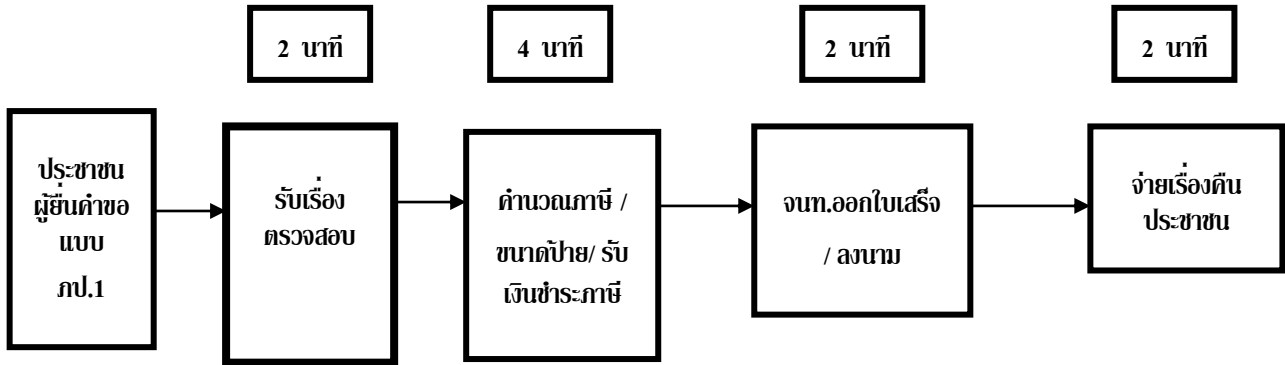 2 นาที
4 นาที
2 นาที
2 นาที
ประชาชน
ผู้ยื่นคำขอ
แบบ
ภป.1
รับเรื่อง
ตรวจสอบ
คำนวณภาษี /
ขนาดป้าย/ รับ
เงินชำระภาษี
จนท.ออกใบเสร็จ
/ ลงนาม
จ่ายเรื่องคืน
ประชาชน